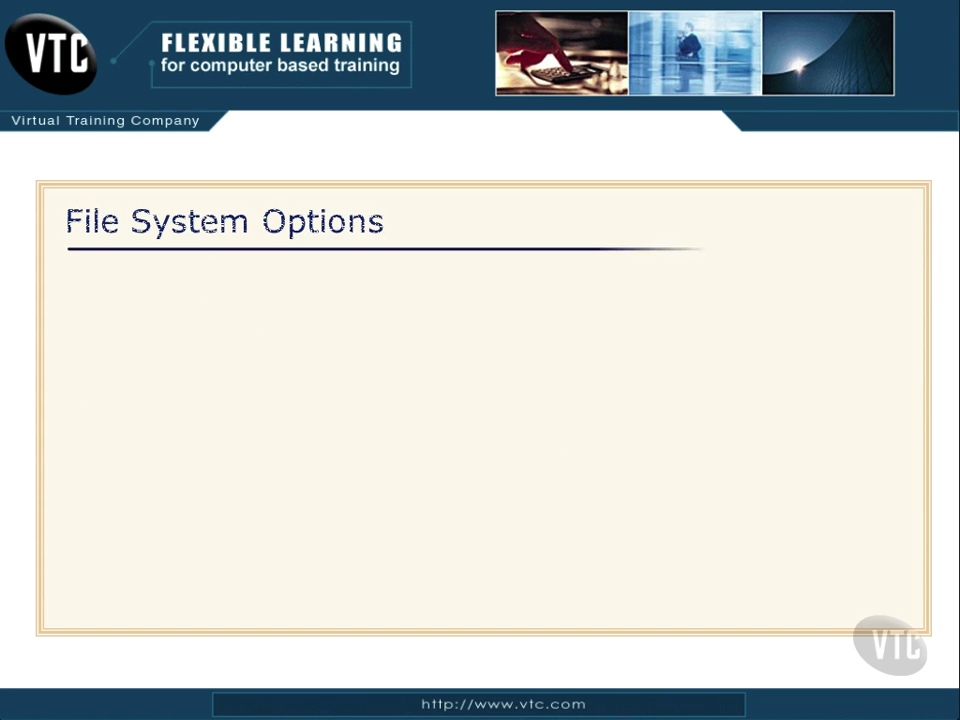 VTC
FLEXIBLE LEARNING
for computer based training
Virtual Training Company
File System Options
VTC
http://www.vtc.com